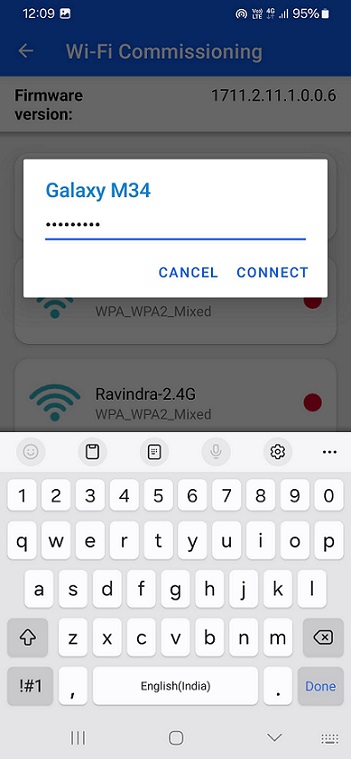 12:09 Vo) LTE 4G 95%
Wi-Fi Commissioning
Firmware version: 1711.2.11.1.0.0.6
Galaxy M34
•••••••••
CANCEL CONNECT
WPA_WPA2_Mixed
Ravindra-2.4G
WPA_WPA2_Mixed
1 2 3 4 5 6 7 8 9 0
q w e r t y u i o p
a s d f g h j k l
z x c v b n m
!#1 , English(India) . Done